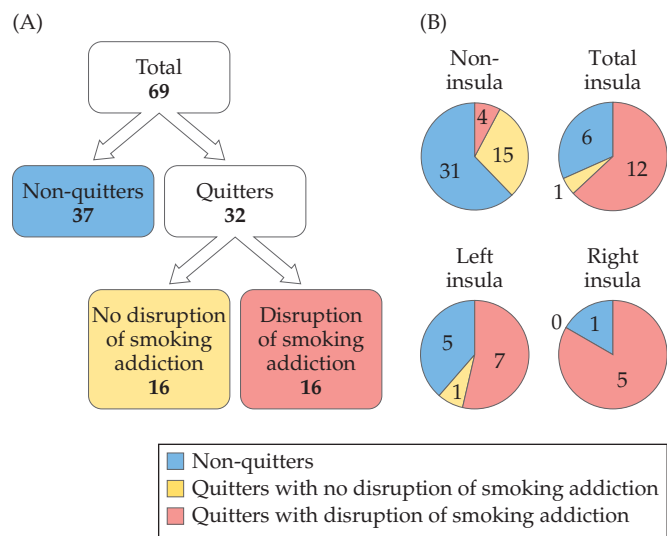 (A)
Total
69
Non-quitters
37
Quitters
32
No disruption
of smoking
addiction
16
Disruption
of smoking
addiction
16
(B)
Non-
insula
4
15
31
Total
insula
6
12
1
Left
insula
5
7
1
Right
insula
0
1
5
Non-quitters
Quitters with no disruption of smoking addiction
Quitters with disruption of smoking addiction